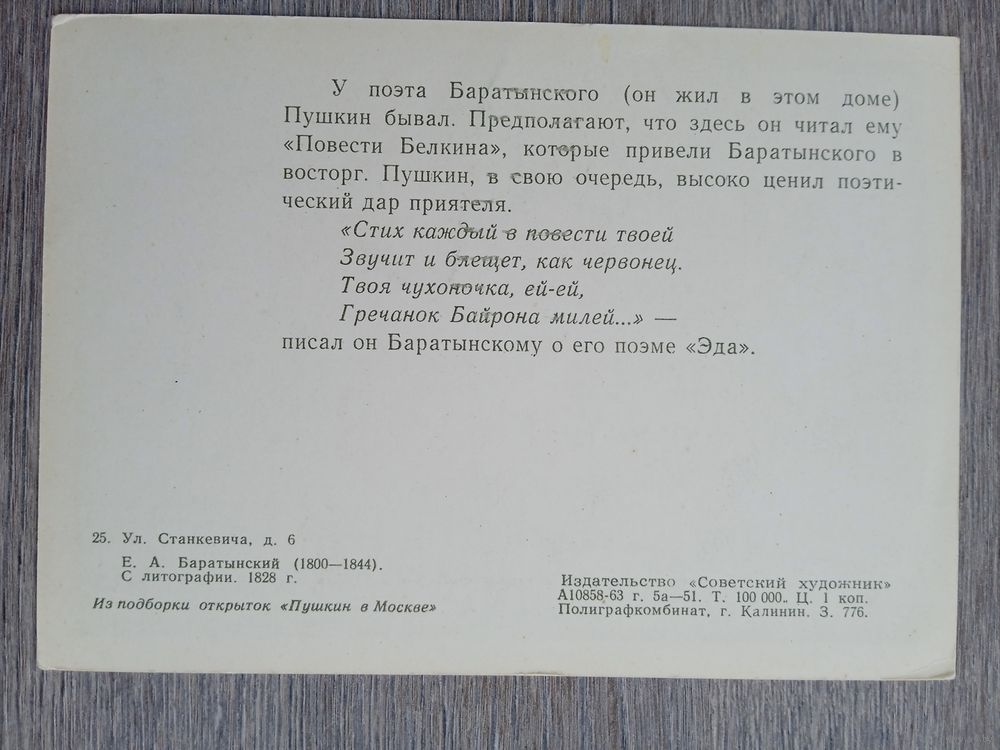 У поэта Баратынского (он жил в этом доме)
Пушкин бывал. Предполагают, что здесь он читал ему
«Повести Белкина», которые привели Баратынского в
восторг. Пушкин, в свою очередь, высоко ценил поэти-
ческий дар приятеля.
«Стих каждый в повести твоей
Звучит и блещет, как червонец.
Твоя чухоночка, ей-ей,
Гречанок Байрона милей...» —
писал он Баратынскому о его поэме «Эда».
25. Ул. Станкевича, д. 6
Е. А. Баратынский (1800—1844).
С литографии. 1828 г.
Из подборки открыток «Пушкин в Москве»
Издательство «Советский художник»
А10858-63 г. 5а—51. Т. 100 000.. Ц. 1 коп.
Полиграфкомбинат, г. Калинин. З. 776.